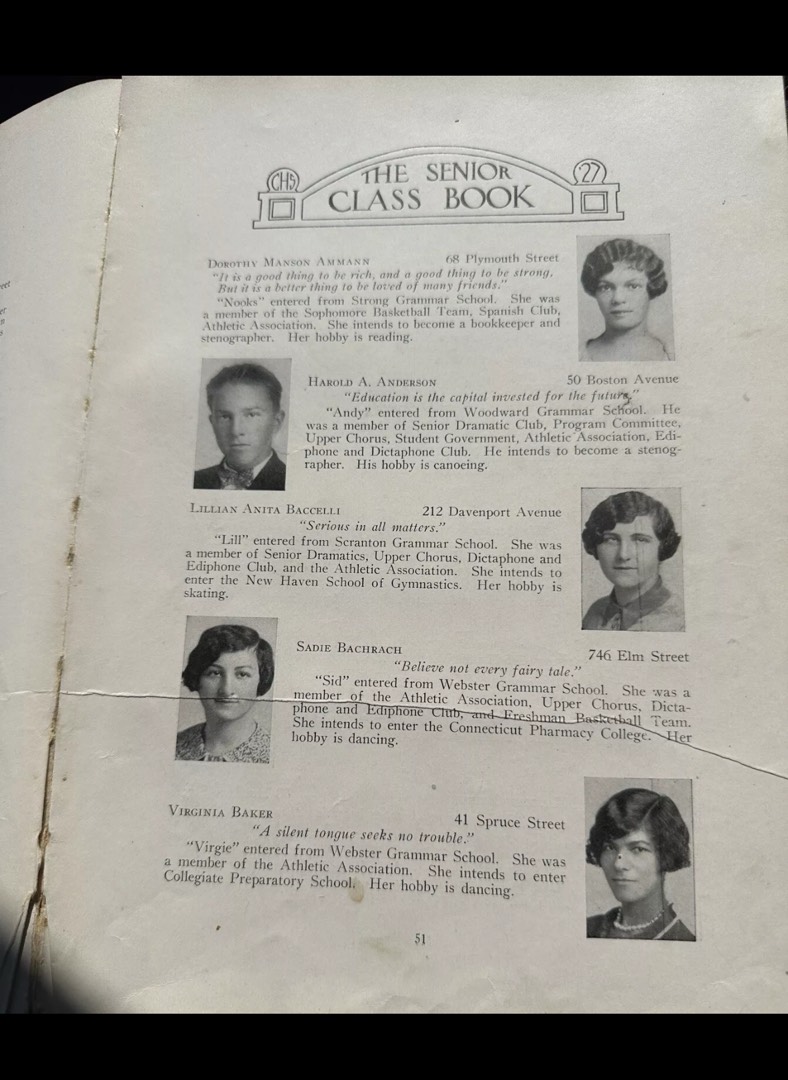 CHS
THE SENIOR
27
CLASS BOOK
DOROTHY MANSON AMMANN 68 Plymouth Street
"It is a good thing to be rich, and a good thing to be strong,
But it is a better thing to be loved of many friends."
"Nooks" entered from Strong Grammar School. She was
a member of the Sophomore Basketball Team, Spanish Club,
Athletic Association. She intends to become a bookkeeper and
stenographer. Her hobby is reading.
HAROLD A. ANDERSON 50 Boston Avenue
"Education is the capital invested for the future."
"Andy" entered from Woodward Grammar School. He
was a member of Senior Dramatic Club, Program Committee,
Upper Chorus, Student Government, Athletic Association, Edi-
phone and Dictaphone Club. He intends to become a stenog-
rapher. His hobby is canoeing.
LILLIAN ANITA BACCELLI 212 Davenport Avenue
"Serious in all matters."
"Lill" entered from Scranton Grammar School. She was
a member of Senior Dramatics, Upper Chorus, Dictaphone and
Ediphone Club, and the Athletic Association. She intends to
enter the New Haven School of Gymnastics. Her hobby is
skating.
SADIE BACHRACH 746 Elm Street
"Believe not every fairy tale."
"Sid" entered from Webster Grammar School. She was a
member of the Athletic Association, Upper Chorus, Dicta-
phone and Ediphone Club, and Freshman Basketball Team.
She intends to enter the Connecticut Pharmacy College. Her
hobby is dancing.
VIRGINIA BAKER 41 Spruce Street
"A silent tongue seeks no trouble."
"Virgie" entered from Webster Grammar School. She was
a member of the Athletic Association. She intends to enter
Collegiate Preparatory School. Her hobby is dancing.
51